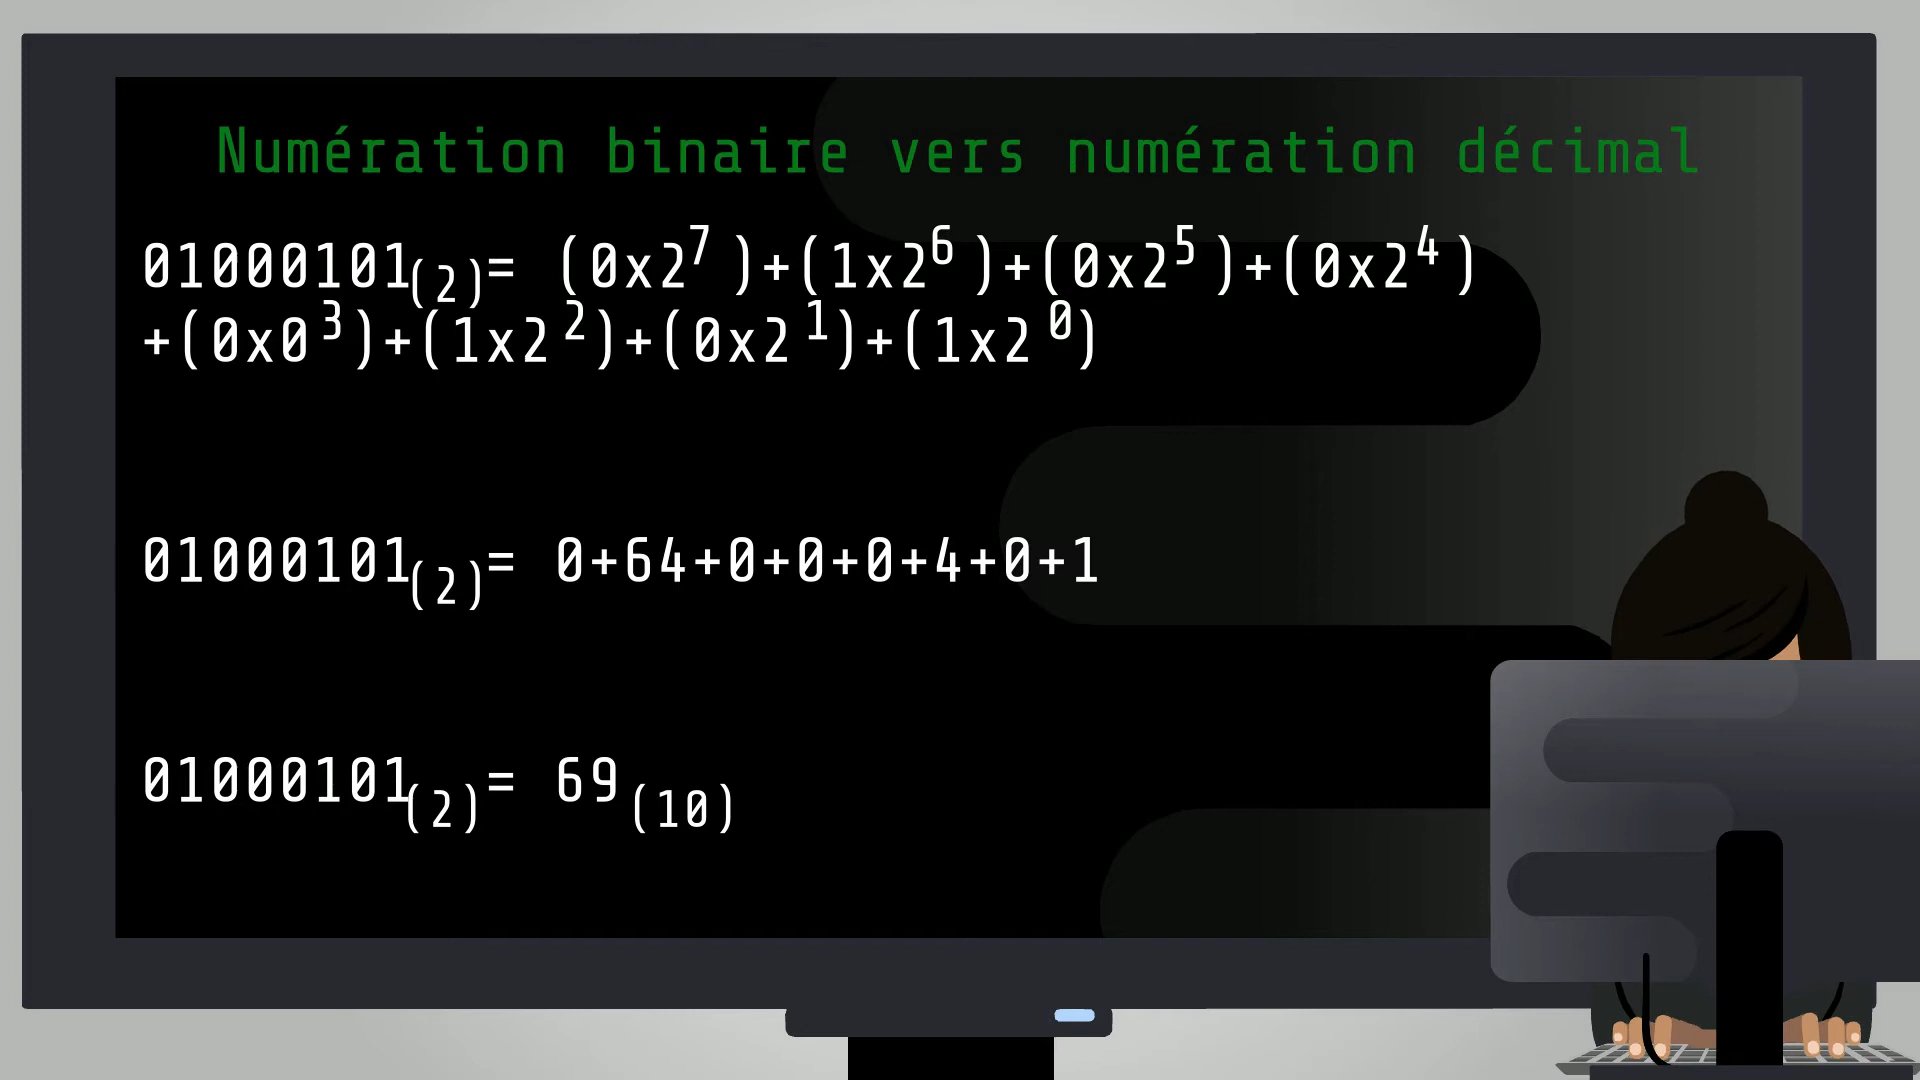 Numération binaire vers numération décimal
01000101(2)= (0x2⁷)+(1x2⁶)+(0x2⁵)+(0x2⁴)
+(0x0³)+(1x2²)+(0x2¹)+(1x2⁰)
01000101(2)= 0+64+0+0+0+4+0+1
01000101(2)= 69(10)